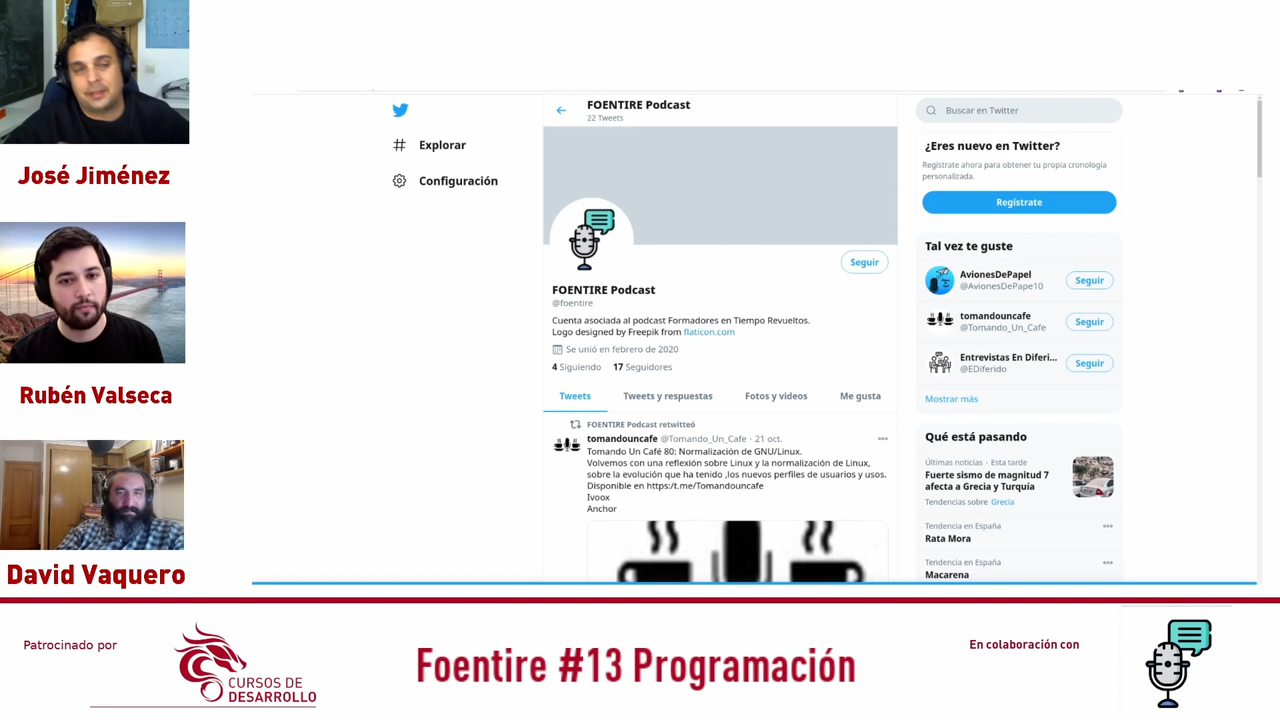 José Jiménez
Rubén Valseca
David Vaquero
Explorar
Configuración
FOENTIRE Podcast
22 Tweets
Seguir
FOENTIRE Podcast
@foentire
Cuenta asociada al podcast Formadores en Tiempo Revueltos.
Logo designed by Freepik from flaticon.com
Se unió en febrero de 2020
4 Siguiendo 17 Seguidores
Tweets Tweets y respuestas Fotos y videos Me gusta
FOENTIRE Podcast retwitteó
tomandouncafe @Tomando_Un_Cafe · 21 oct.
Tomando Un Café 80: Normalización de GNU/Linux.
Volvemos con una reflexión sobre Linux y la normalización de Linux,
sobre la evolución que ha tenido ,los nuevos perfiles de usuarios y usos.
Disponible en https:/t.me/Tomandouncafe
Ivoox
Anchor
Buscar en Twitter
¿Eres nuevo en Twitter?
Regístrate ahora para obtener tu propia cronología
personalizada.
Regístrate
Tal vez te guste
AvionesDePapel
@AvionesDePape10
Seguir
tomandouncafe
@Tomando_Un_Cafe
Seguir
Entrevistas En Diferi...
@EDiferido
Seguir
Mostrar más
Qué está pasando
Últimas noticias · Esta tarde
Fuerte sismo de magnitud 7
afecta a Grecia y Turquía
Tendencias sobre Grecia
Tendencia en España
Rata Mora
Tendencia en España
Macarena
Patrocinado por
CURSOS DE
DESARROLLO
Foentire #13 Programación
En colaboración con